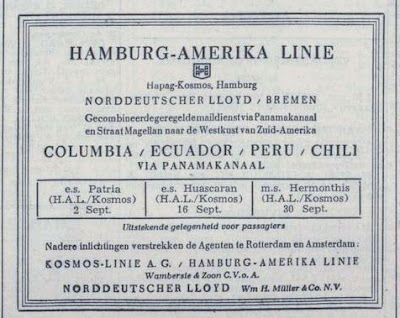 HAMBURG-AMERIKA LINIE
Hapag-Kosmos, Hamburg
NORDDEUTSCHER LLOYD / BREMEN
Gecombineerde geregelde maildienst via Panamakanaal
en Straat Magellan naar de Westkust van Zuid-Amerika
COLUMBIA / ECUADOR / PERU / CHILI
VIA PANAMAKANAAL
e.s. Patria
(H.A.L./Kosmos)
2 Sept.
e.s. Huascaran
(H.A.L./Kosmos)
16 Sept.
m.s. Hermonthis
(H.A.L./Kosmos)
30 Sept.
Uitstekende gelegenheid voor passagiers
Nadere inlichtingen verstrekken de Agenten te Rotterdam en Amsterdam:
KOSMOS-LINIE A. G. / HAMBURG-AMERIKA LINIE
Wambersie & Zoon C. V. o. A.
NORDDEUTSCHER LLOYD Wm H. Müller & Co. N.V.